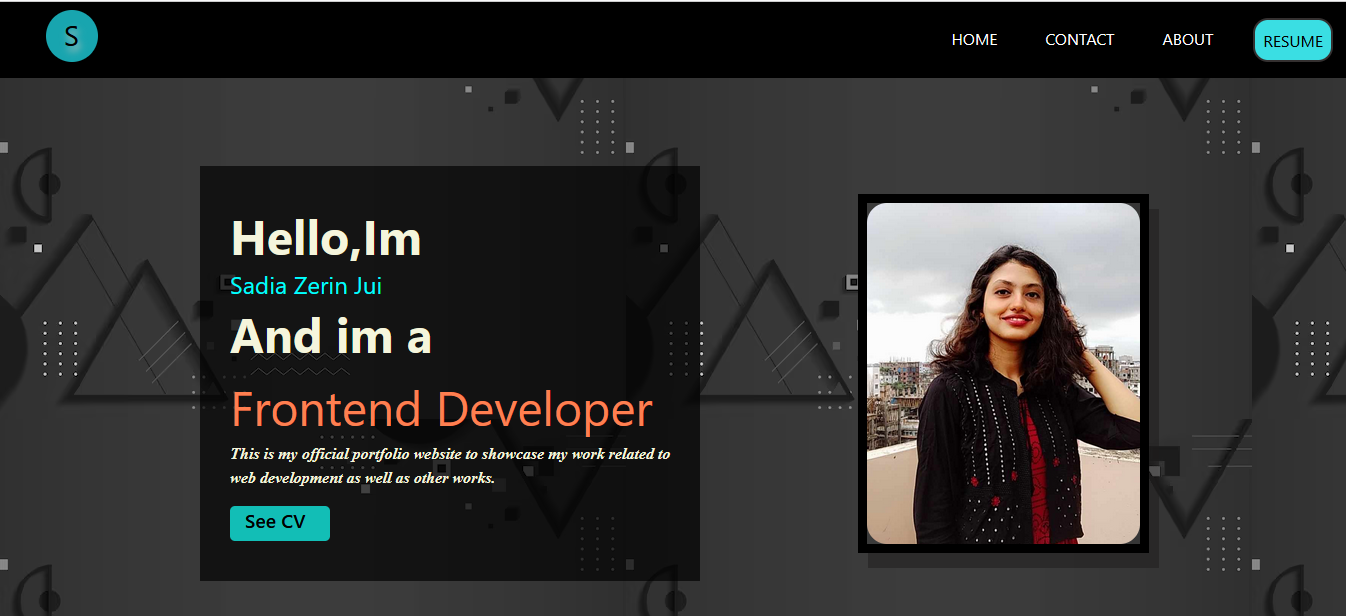 S
HOME CONTACT ABOUT RESUME
Hello,Im
Sadia Zerin Jui
And im a
Frontend Developer
This is my official portfolio website to showcase my work related to
web development as well as other works.
See CV